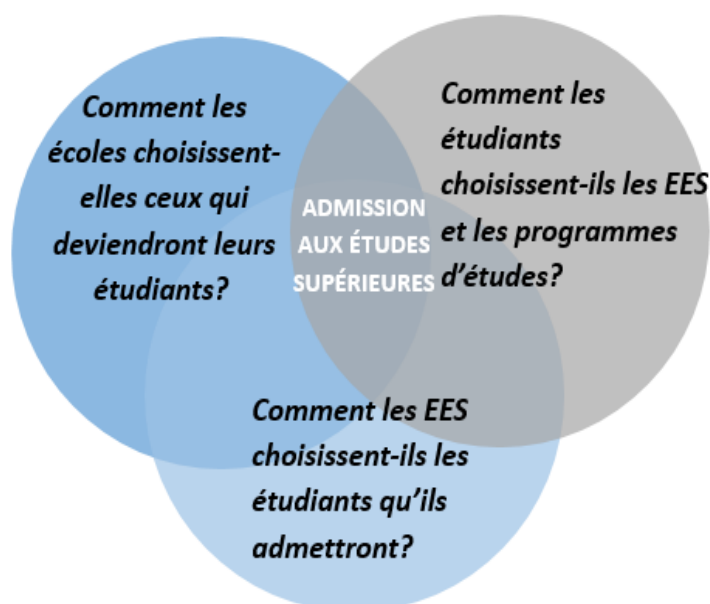 Comment les
écoles choisissent-
elles ceux qui
deviendront leurs
étudiants?
Comment les
étudiants
choisissent-ils les EES
et les programmes
d'études?
ADMISSION
AUX ÉTUDES
SUPÉRIEURES
Comment les EES
choisissent-ils les
étudiants qu'ils
admettront?